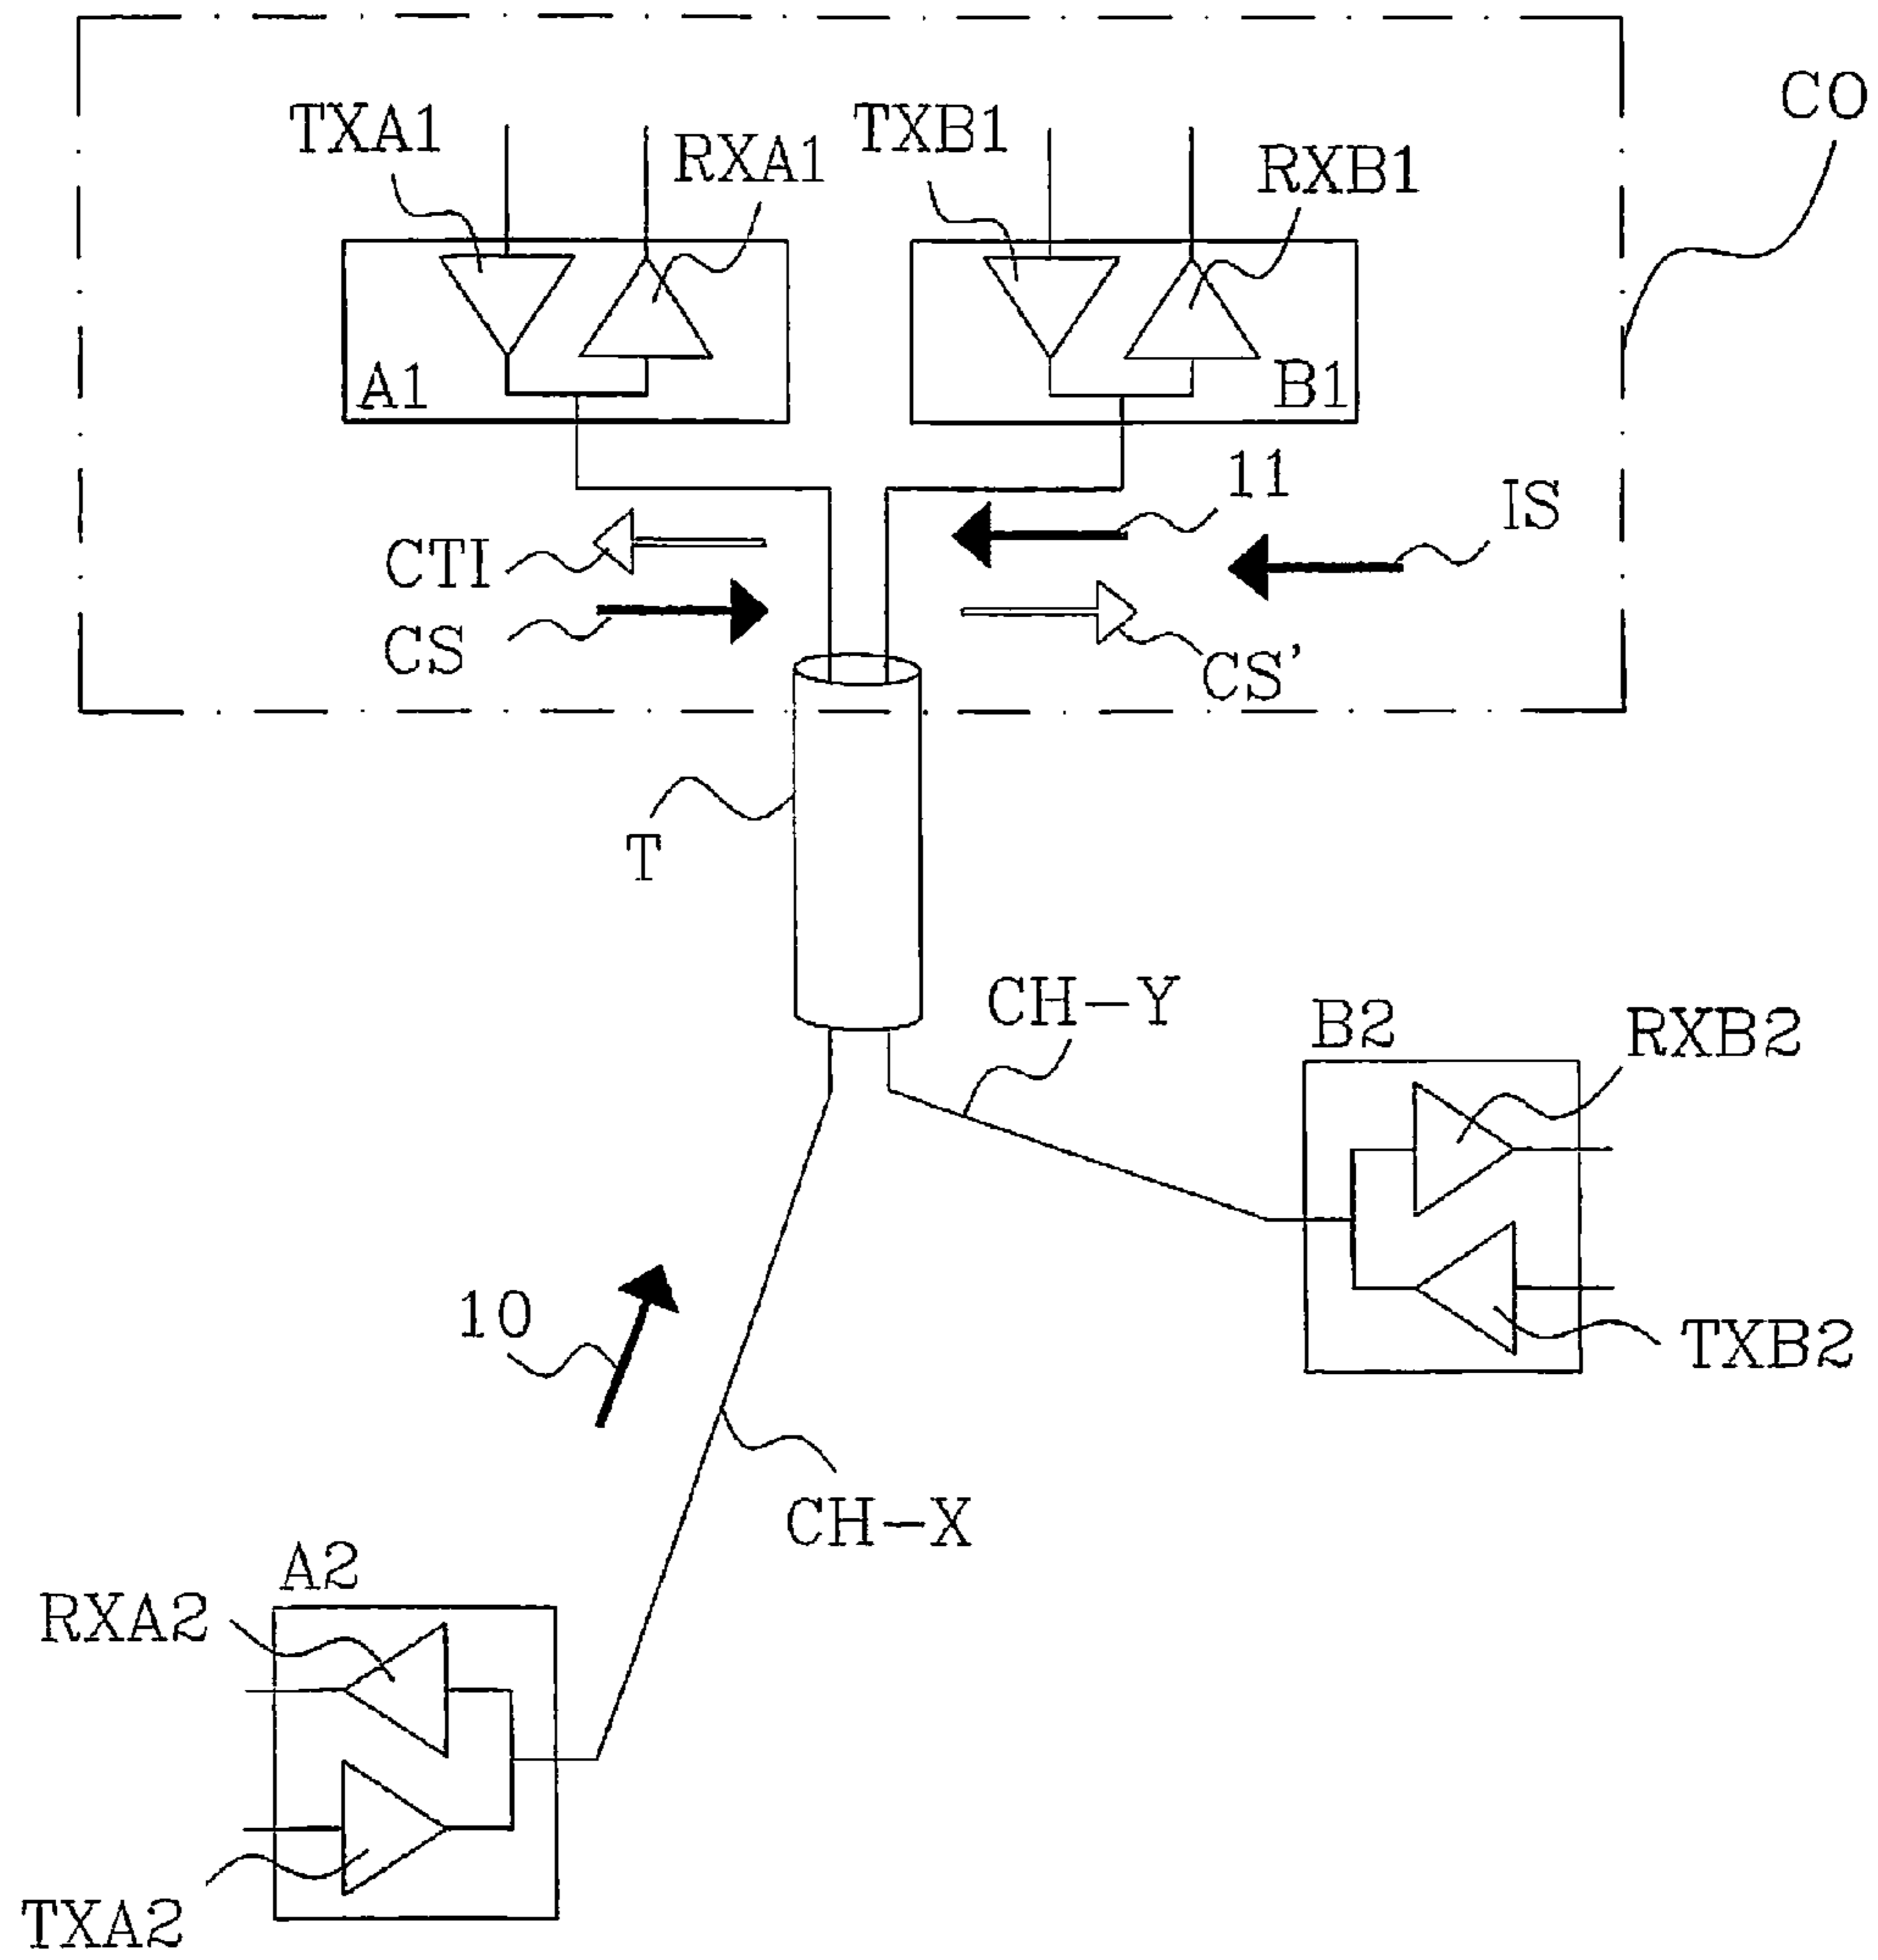 CO
TXA1
TXB1
RXA1
RXB1
A1
B1
11
IS
CTI
CS
CS'
T
CH-Y
B2
RXB2
10
TXB2
CH-X
A2
RXA2
TXA2